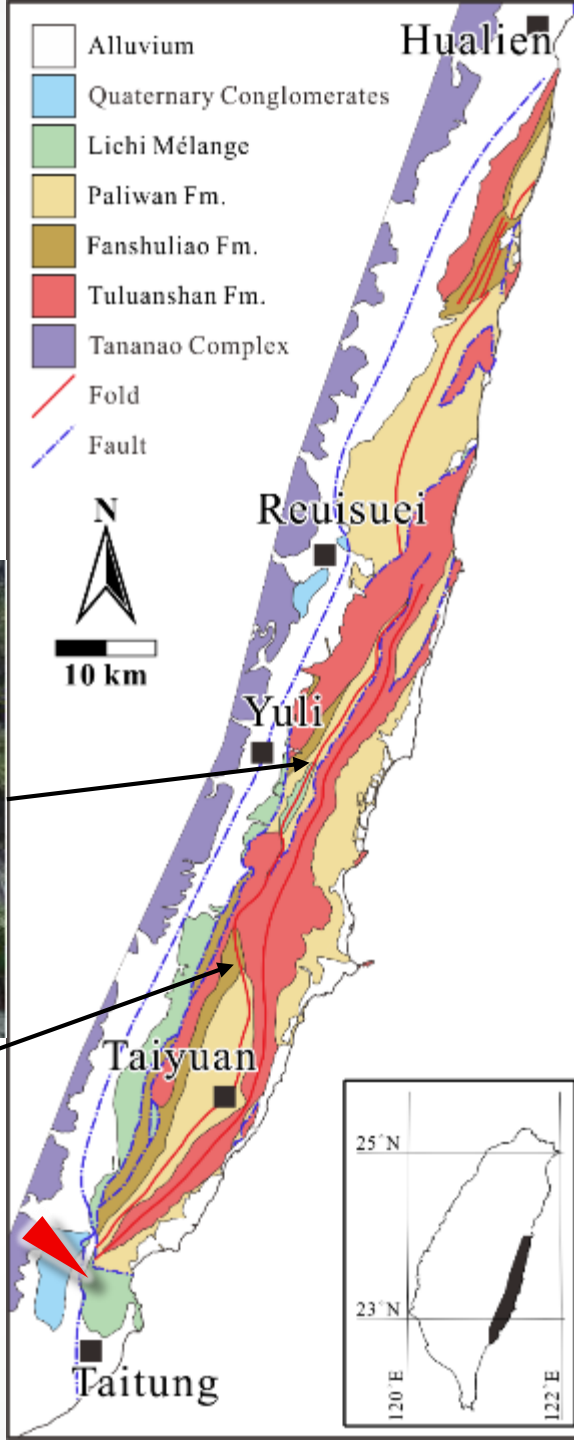 Hualien
Alluvium
Quaternary Conglomerates
Lichi Mélange
Paliwan Fm.
Fanshuliao Fm.
Tuluanshan Fm.
Tananao Complex
Fold
Fault
N
10 km
Reuisuei
Yuli
Taiyuan
Taitung
25°N
23°N
120°E
122°E